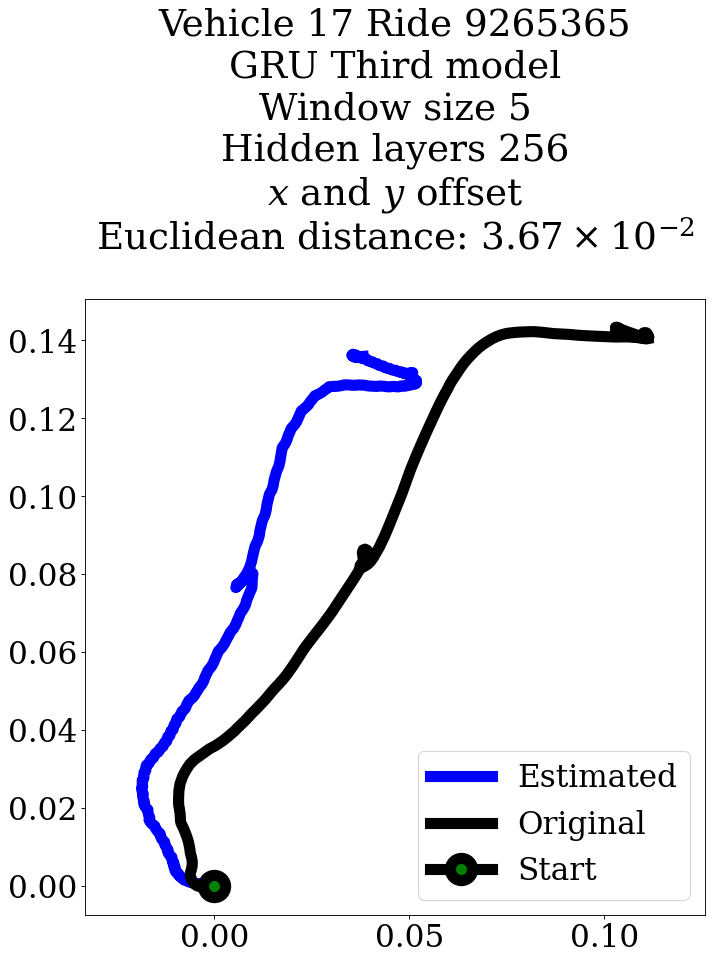 Vehicle 17 Ride 9265365
GRU Third model
Window size 5
Hidden layers 256
x and y offset
Euclidean distance: 3.67 × 10⁻²
0.14
0.12
0.10
0.08
0.06
0.04
0.02
0.00
Estimated
Original
Start
0.00 0.05 0.10